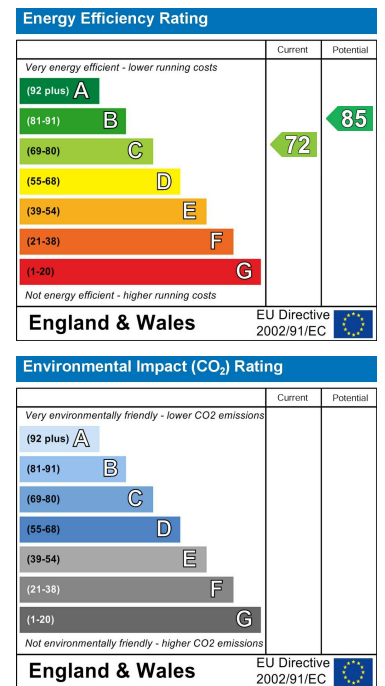 Energy Efficiency Rating
Current Potential
Very energy efficient - lower running costs
(92 plus) A
(81-91) B
85
(69-80) C
72
(55-68) D
(39-54) E
(21-38) F
(1-20) G
Not energy efficient - higher running costs
England & Wales
EU Directive
2002/91/EC
Environmental Impact (CO₂) Rating
Current Potential
Very environmentally friendly - lower CO2 emissions
(92 plus) A
(81-91) B
(69-80) C
(55-68) D
(39-54) E
(21-38) F
(1-20) G
Not environmentally friendly - higher CO2 emissions
England & Wales
EU Directive
2002/91/EC